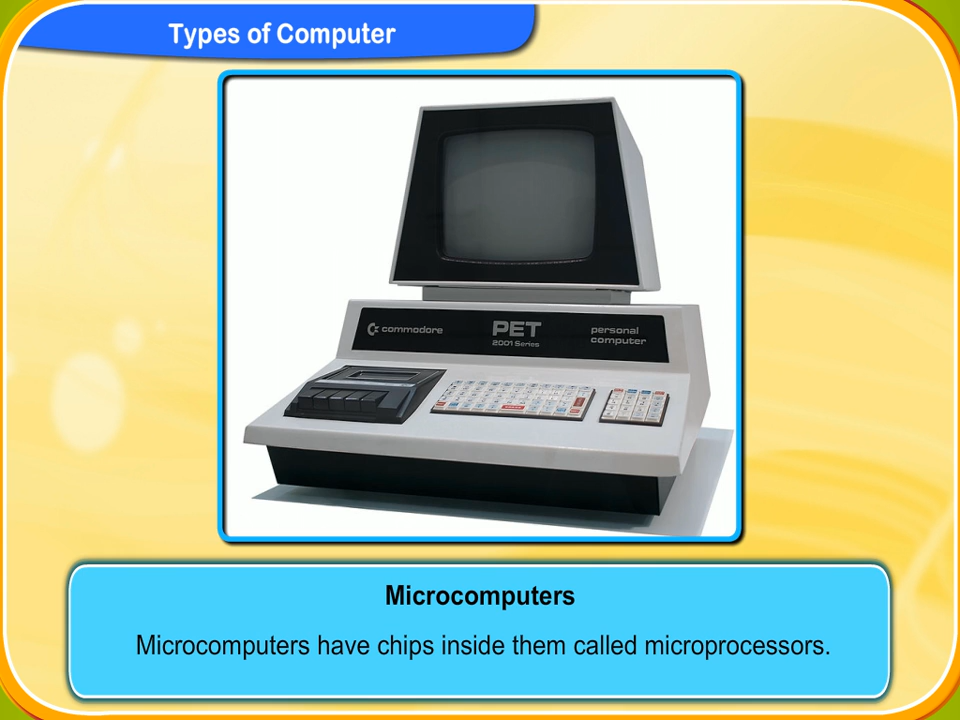 Types of Computer
commodore
PET
2001 Series
personal
computer
Microcomputers
Microcomputers have chips inside them called microprocessors.